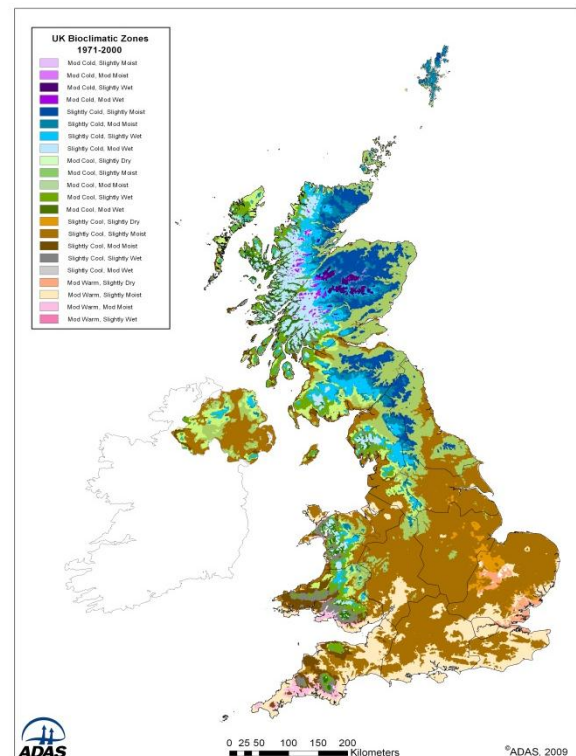 UK Bioclimatic Zones
1971-2000
Mod Cold, Slightly Moist
Mod Cold, Mod Moist
Mod Cold, Slightly Wet
Mod Cold, Mod Wet
Slightly Cold, Slightly Moist
Slightly Cold, Mod Moist
Slightly Cold, Slightly Wet
Slightly Cold, Mod Wet
Mod Cool, Slightly Dry
Mod Cool, Slightly Moist
Mod Cool, Mod Moist
Mod Cool, Slightly Wet
Mod Cool, Mod Wet
Slightly Cool, Slightly Dry
Slightly Cool, Slightly Moist
Slightly Cool, Mod Moist
Slightly Cool, Slightly Wet
Slightly Cool, Mod Wet
Mod Warm, Slightly Dry
Mod Warm, Slightly Moist
Mod Warm, Mod Moist
Mod Warm, Slightly Wet
ADAS
0 25 50 100 150 200
Kilometers
©ADAS, 2009